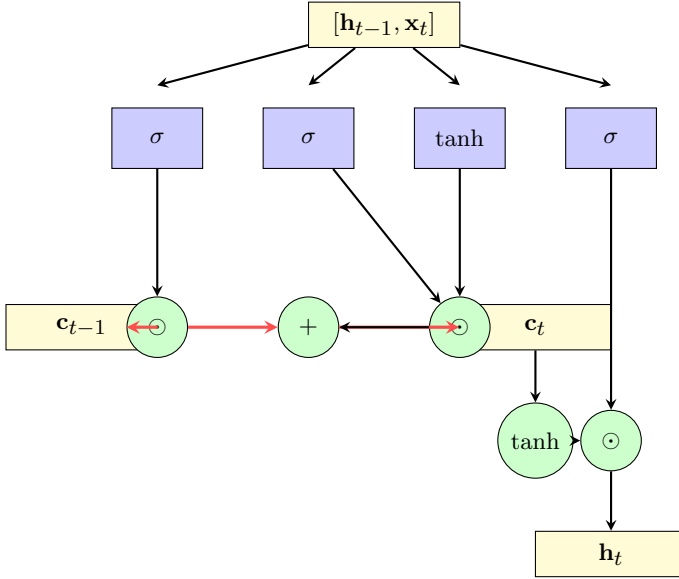 [h_{t−1}, x_t]
σ σ tanh σ
c_{t−1} ⊙ + ⊙ c_t
tanh ⊙
h_t